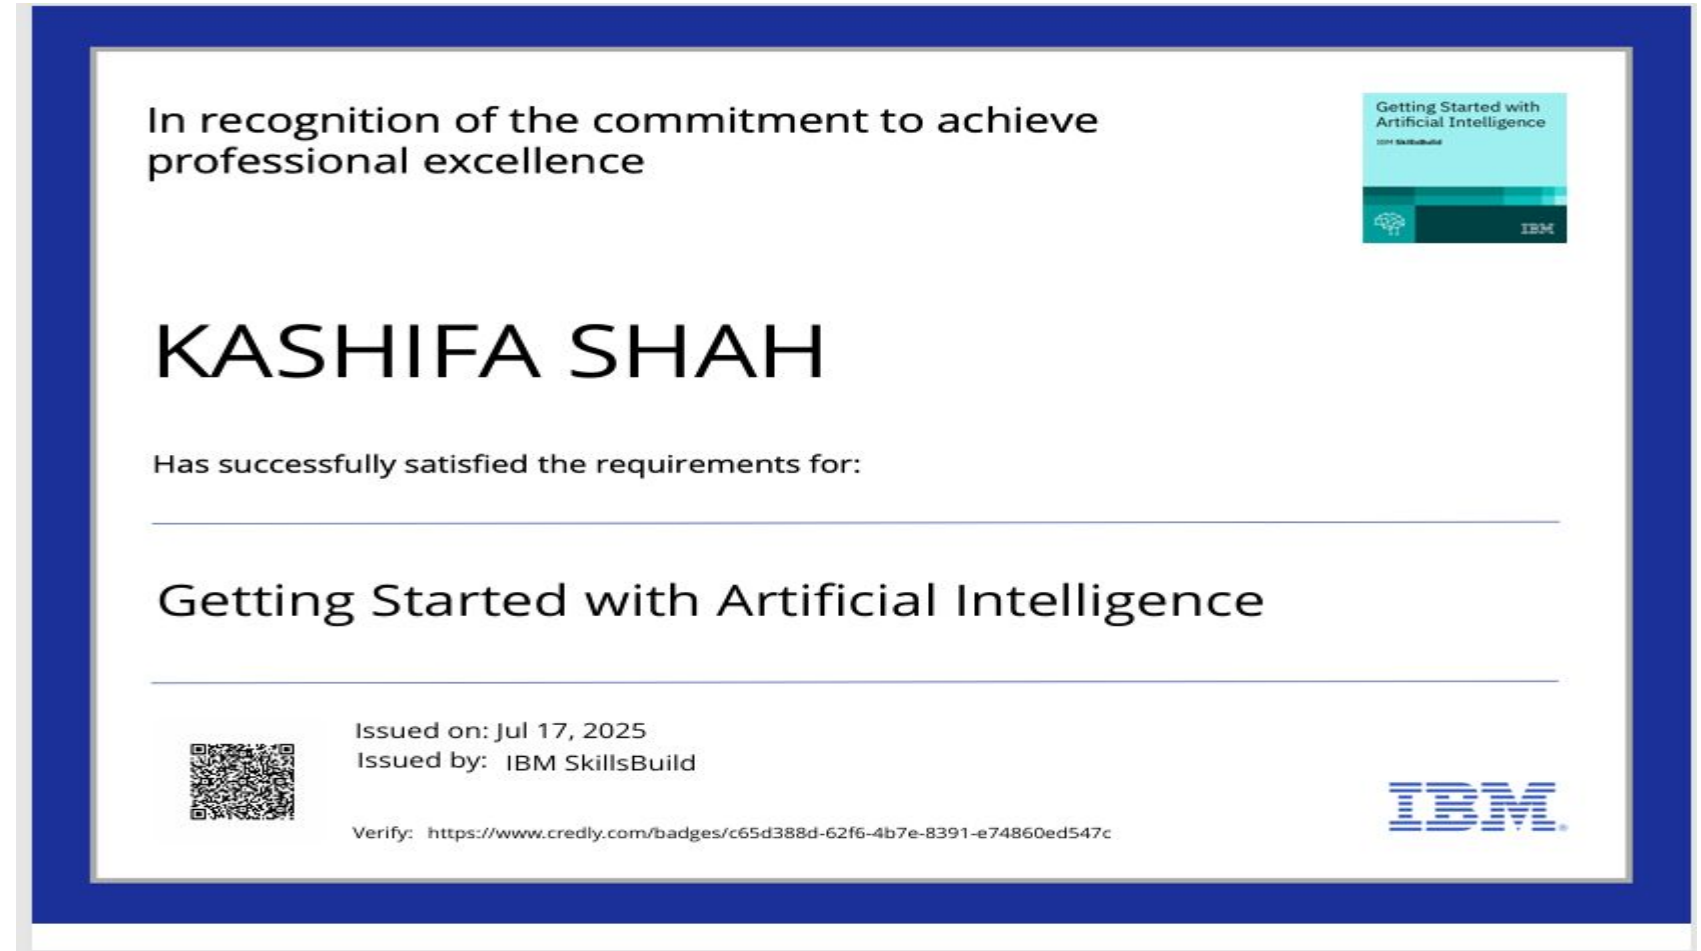 In recognition of the commitment to achieve
professional excellence
Getting Started with
Artificial Intelligence
IBM SkillsBuild
IBM
KASHIFA SHAH
Has successfully satisfied the requirements for:
Getting Started with Artificial Intelligence
Issued on: Jul 17, 2025
Issued by: IBM SkillsBuild
Verify: https://www.credly.com/badges/c65d388d-62f6-4b7e-8391-e74860ed547c
IBM®